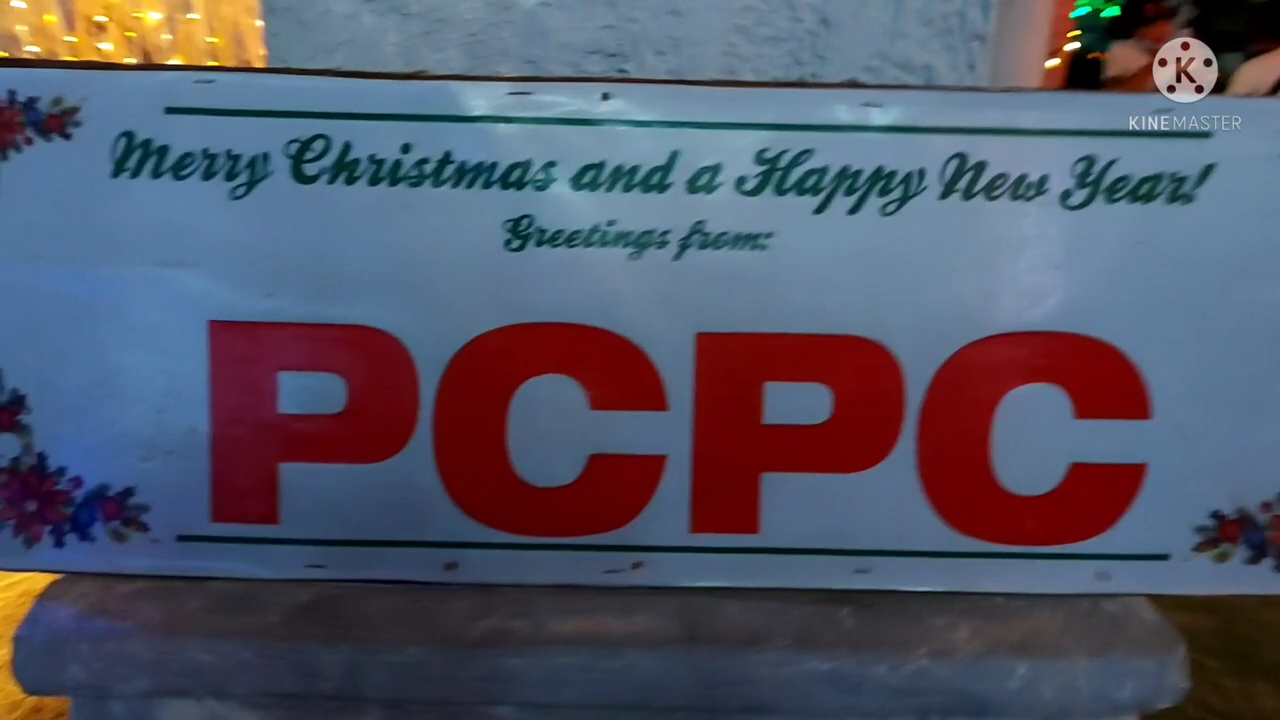 K
KINEMASTER
Merry Christmas and a Happy New Year!
Greetings from:
PCPC